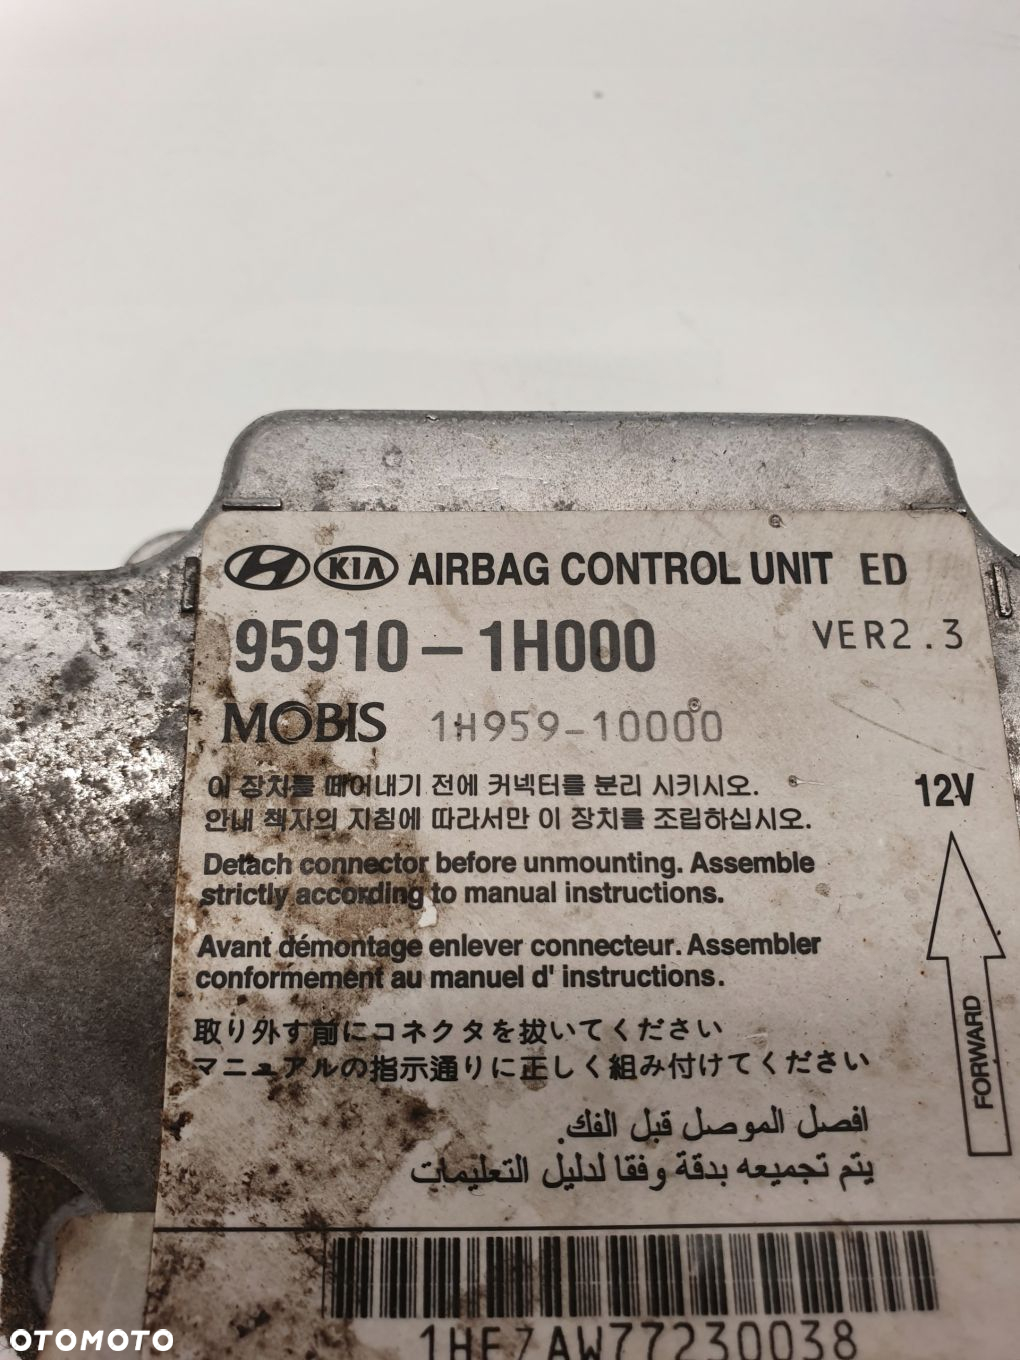 KIA AIRBAG CONTROL UNIT ED
95910-1H000 VER2.3
MOBIS 1H959-10000
이 장치를 떼어내기 전에 커넥터를 분리 시키시오.
안내 책자의 지침에 따라서만 이 장치를 조립하십시오.
12V
Detach connector before unmounting. Assemble
strictly according to manual instructions.
Avant démontage enlever connecteur. Assembler
conformement au manuel d' instructions.
FORWARD
取り外す前にコネクタを抜いてください
マニュアルの指示通りに正しく組み付けてください
افصل الموصل قبل الفك.
يتم تجميعه بدقة وفقا لدليل التعليمات
1HE7AW77230038
OTOMOTO